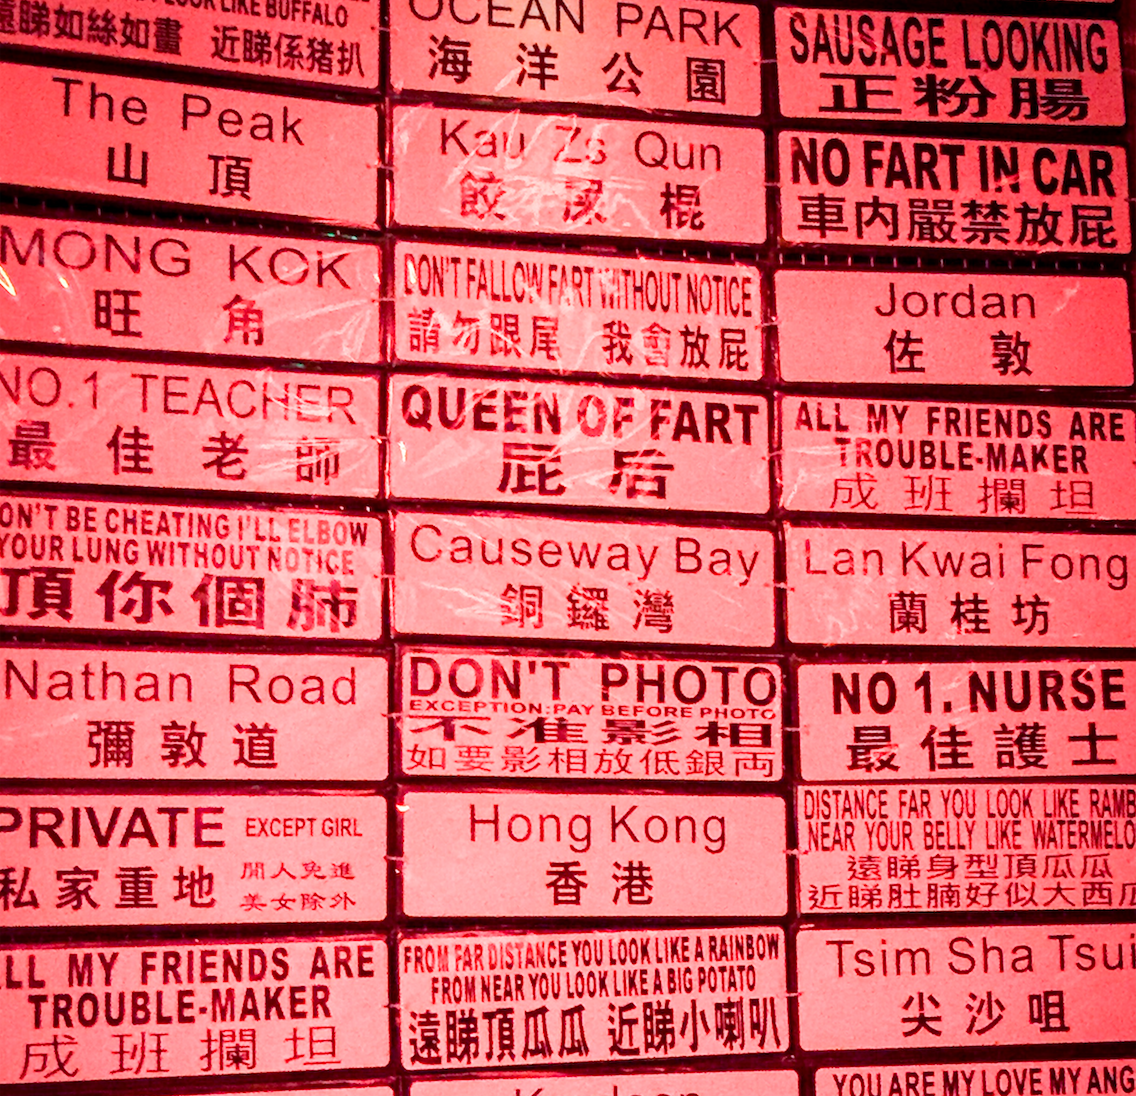 LOOK LIKE BUFFALO
遠睇如絲如畫 近睇係豬扒
The Peak
山頂
MONG KOK
旺角
NO.1 TEACHER
最佳老師
ON'T BE CHEATING I'LL ELBOW
YOUR LUNG WITHOUT NOTICE
頂你個肺
Nathan Road
彌敦道
PRIVATE EXCEPT GIRL
私家重地 閒人免進
美女除外
ALL MY FRIENDS ARE
TROUBLE-MAKER
成班攔坦
OCEAN PARK
海洋公園
Kau Zs Qun
餃 棍
DON'T FALLOW FART WITHOUT NOTICE
請勿跟尾 我會放屁
QUEEN OF FART
屁后
Causeway Bay
銅鑼灣
DON'T PHOTO
EXCEPTION:PAY BEFORE PHOTO
不准影相
如要影相放低銀両
Hong Kong
香港
FROM FAR DISTANCE YOU LOOK LIKE A RAINBOW
FROM NEAR YOU LOOK LIKE A BIG POTATO
遠睇頂瓜瓜 近睇小喇叭
SAUSAGE LOOKING
正粉腸
NO FART IN CAR
車内嚴禁放屁
Jordan
佐敦
ALL MY FRIENDS ARE
TROUBLE-MAKER
成班攔坦
Lan Kwai Fong
蘭桂坊
NO 1. NURSE
最佳護士
DISTANCE FAR YOU LOOK LIKE RAMB
NEAR YOUR BELLY LIKE WATERMELO
遠睇身型頂瓜瓜
近睇肚腩好似大西瓜
Tsim Sha Tsui
尖沙咀
YOU ARE MY LOVE MY ANG